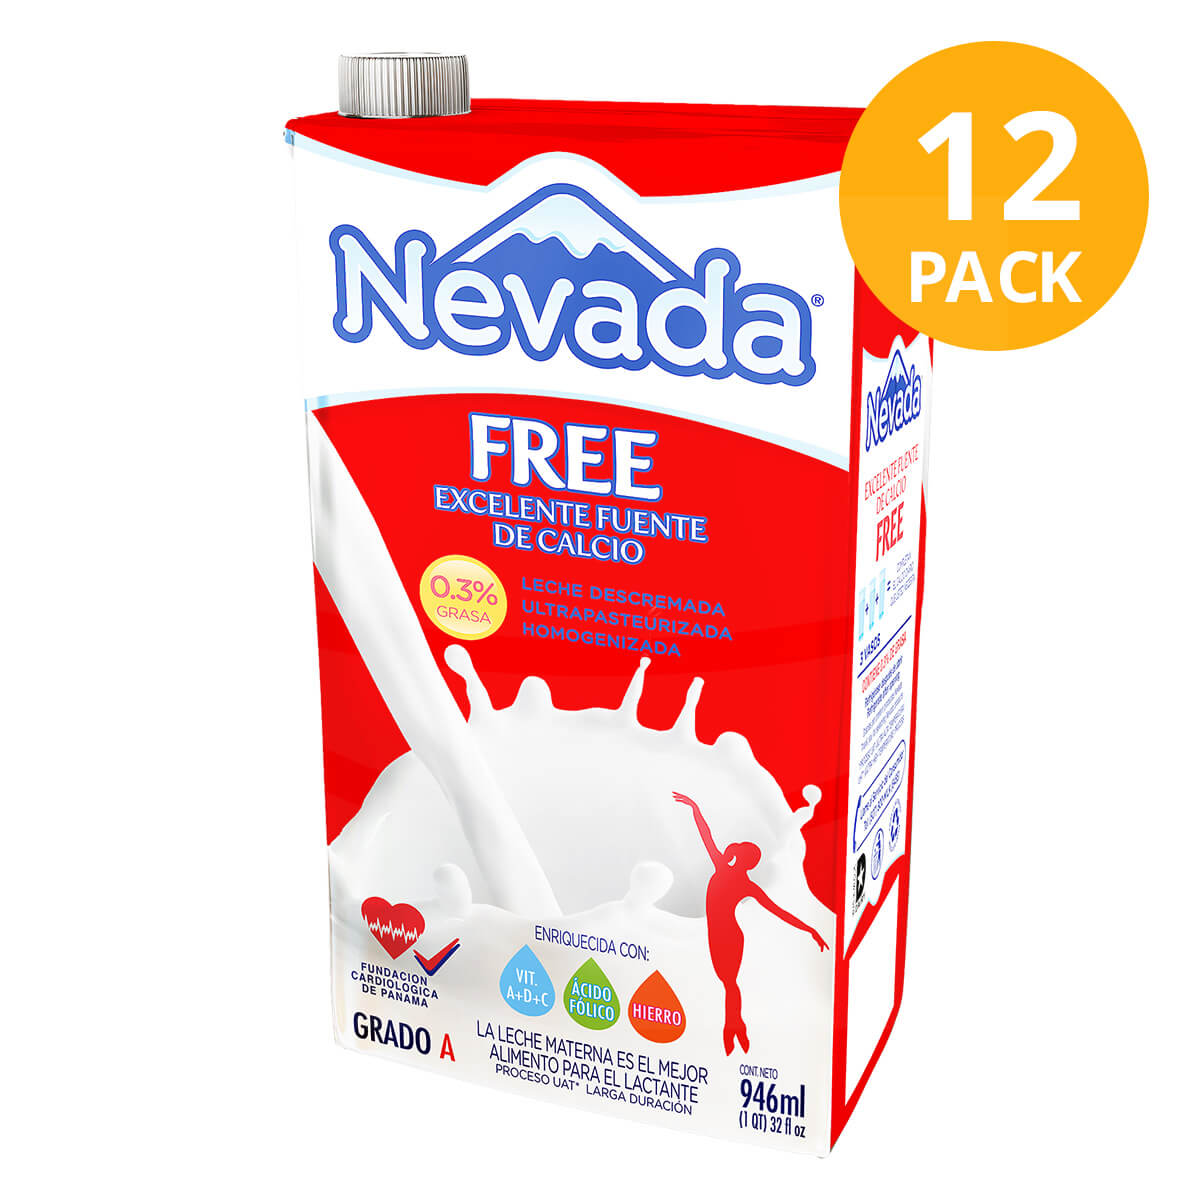 12
PACK
Nevada®
FREE
EXCELENTE FUENTE
DE CALCIO
0.3%
GRASA
LECHE DESCREMADA
ULTRAPASTEURIZADA
HOMOGENIZADA
ENRIQUECIDA CON:
VIT.
A+D+C
ÁCIDO
FÓLICO
HIERRO
FUNDACION
CARDIOLOGICA
DE PANAMA
GRADO A
LA LECHE MATERNA ES EL MEJOR
ALIMENTO PARA EL LACTANTE
PROCESO UAT* LARGA DURACIÓN
CONT. NETO
946ml
(1 QT) 32 fl oz
Nevada
EXCELENTE FUENTE
DE CALCIO
FREE
3 VASOS